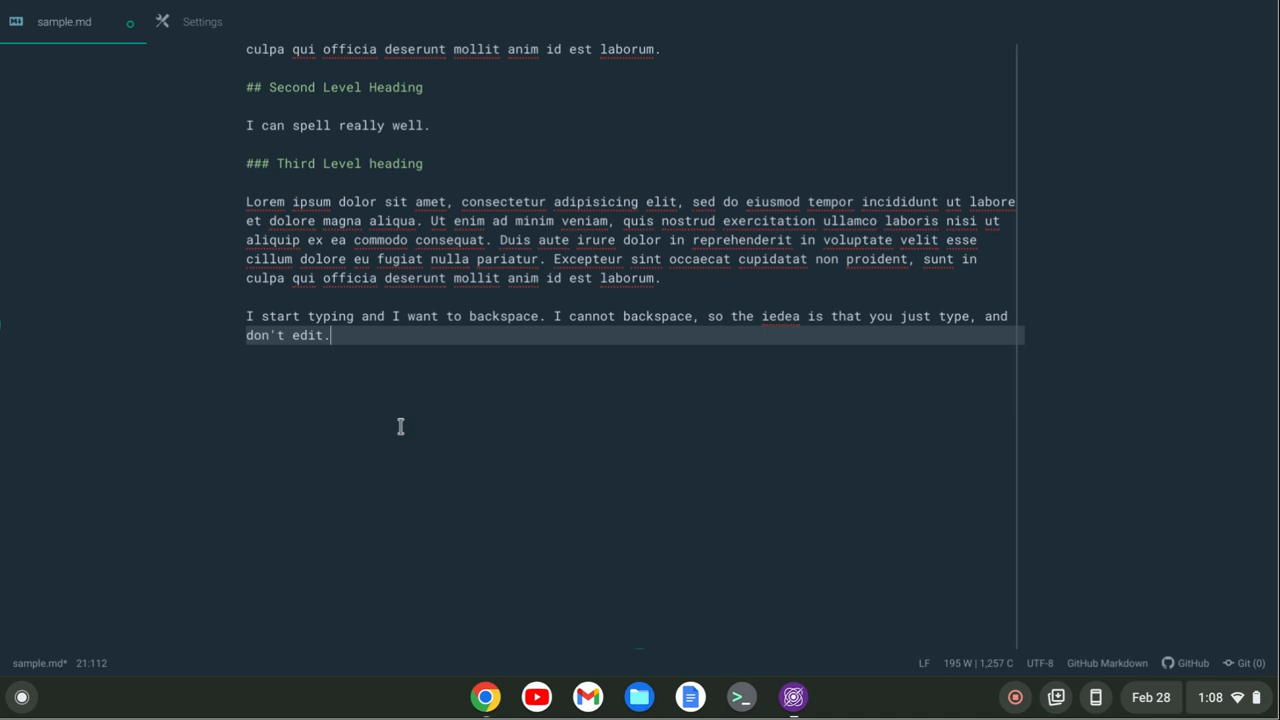 sample.md
Settings
culpa qui officia deserunt mollit anim id est laborum.
## Second Level Heading
I can spell really well.
### Third Level heading
Lorem ipsum dolor sit amet, consectetur adipisicing elit, sed do eiusmod tempor incididunt ut labore
et dolore magna aliqua. Ut enim ad minim veniam, quis nostrud exercitation ullamco laboris nisi ut
aliquip ex ea commodo consequat. Duis aute irure dolor in reprehenderit in voluptate velit esse
cillum dolore eu fugiat nulla pariatur. Excepteur sint occaecat cupidatat non proident, sunt in
culpa qui officia deserunt mollit anim id est laborum.
I start typing and I want to backspace. I cannot backspace, so the iedea is that you just type, and
don't edit.
sample.md* 21:112
LF 195 W | 1,257 C UTF-8 GitHub Markdown GitHub Git (0)
Feb 28 1:08